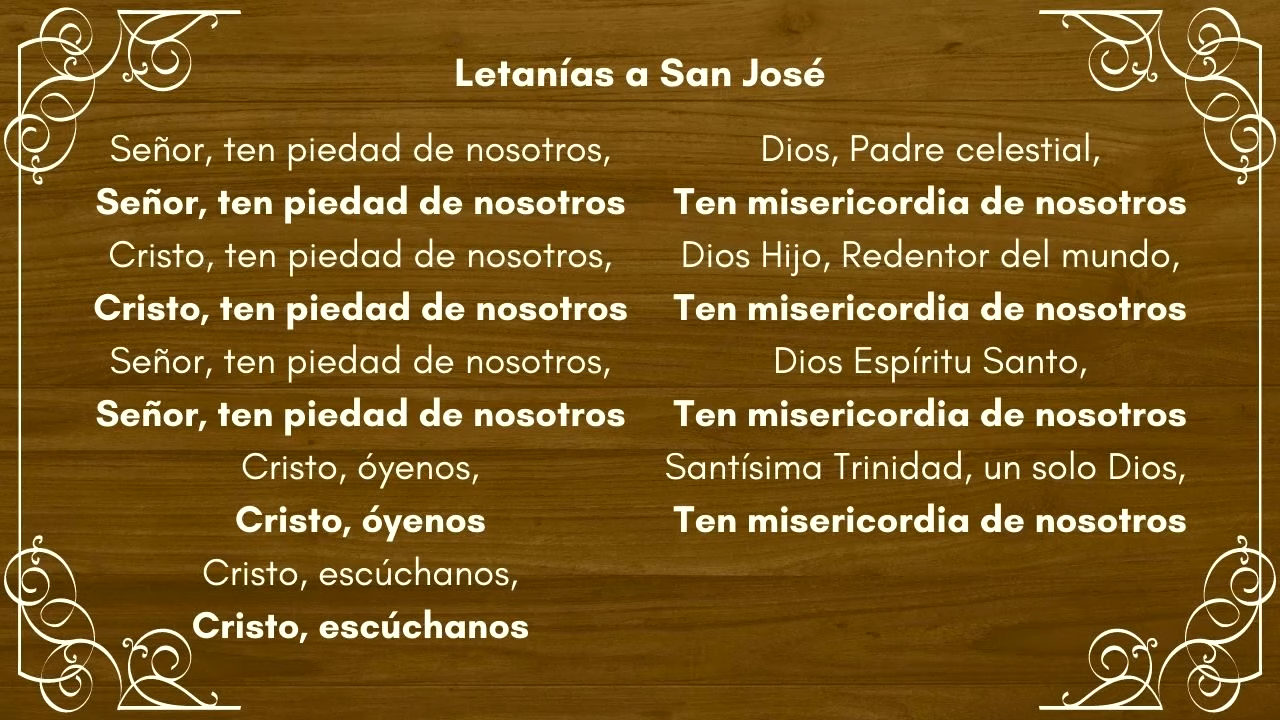 Letanías a San José
Señor, ten piedad de nosotros,
Señor, ten piedad de nosotros
Cristo, ten piedad de nosotros,
Cristo, ten piedad de nosotros
Señor, ten piedad de nosotros,
Señor, ten piedad de nosotros
Cristo, óyenos,
Cristo, óyenos
Cristo, escúchanos,
Cristo, escúchanos
Dios, Padre celestial,
Ten misericordia de nosotros
Dios Hijo, Redentor del mundo,
Ten misericordia de nosotros
Dios Espíritu Santo,
Ten misericordia de nosotros
Santísima Trinidad, un solo Dios,
Ten misericordia de nosotros